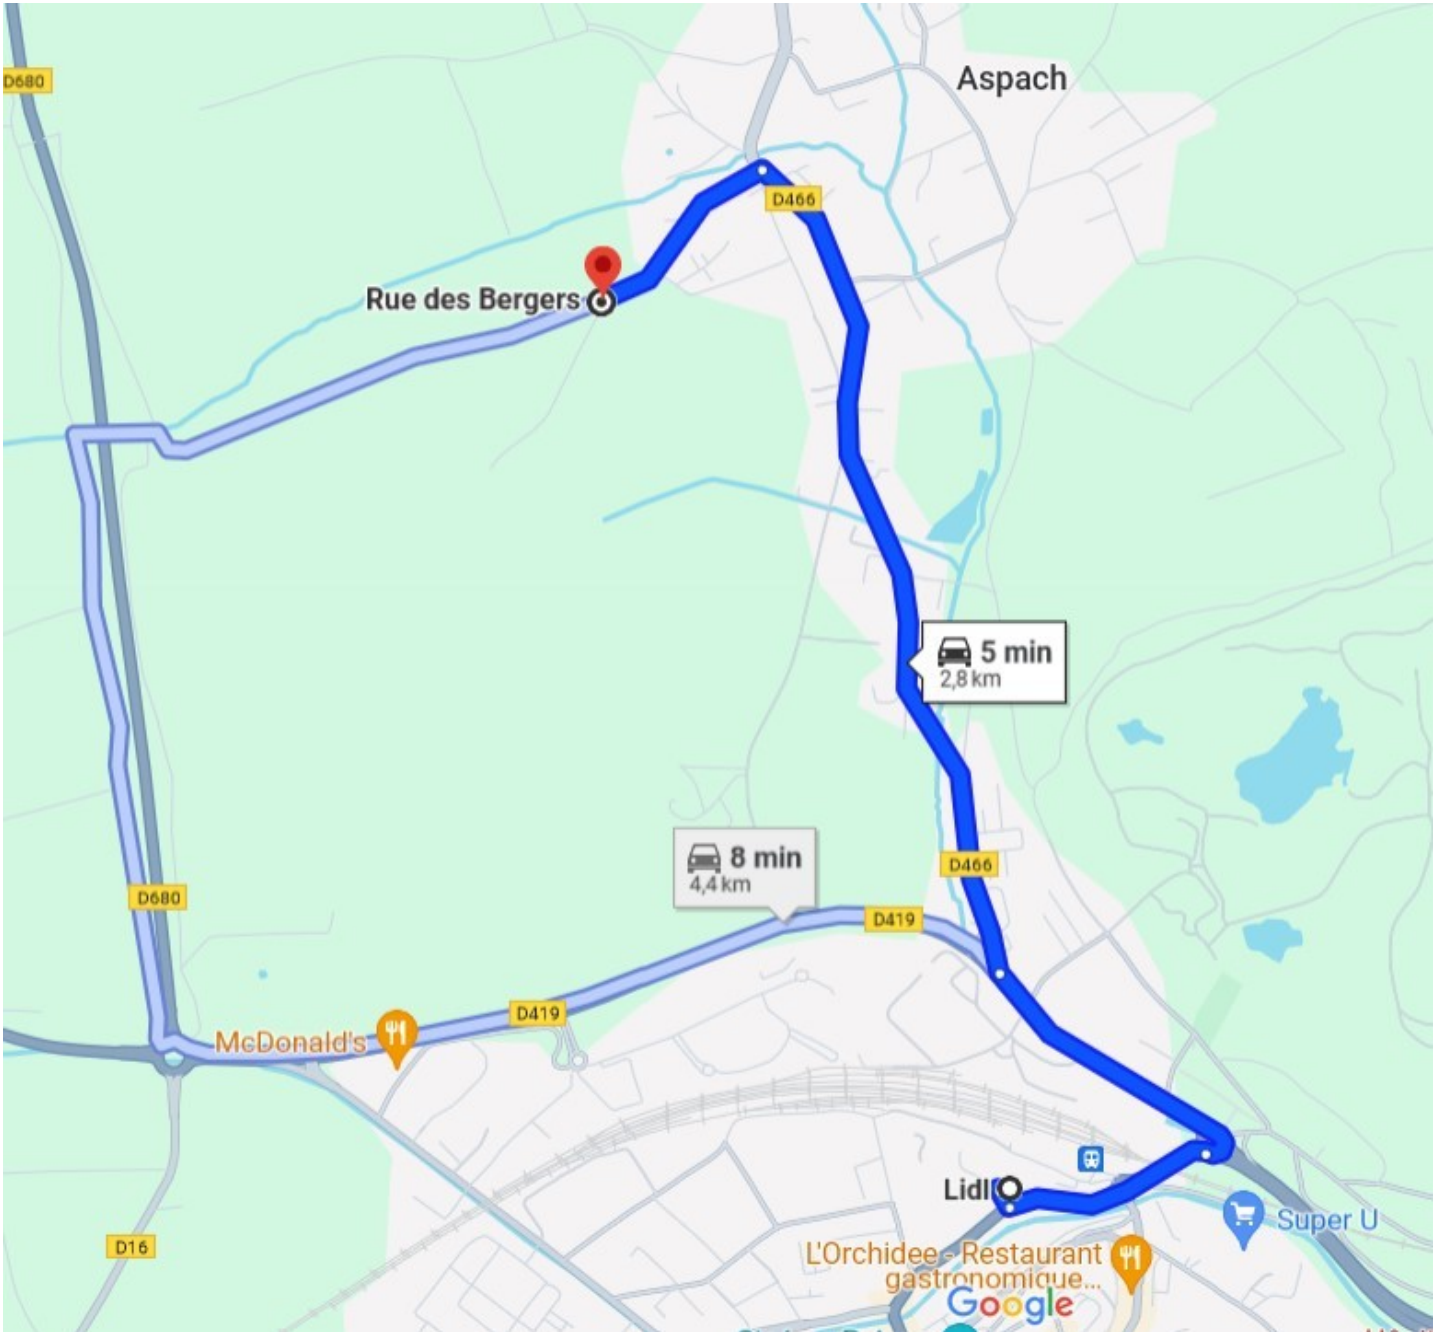 D680
Aspach
D466
Rue des Bergers
5 min
2,8 km
8 min
4,4 km
D466
D680
D419
D419
McDonald's
Lidl
Super U
D16
L'Orchidee - Restaurant
gastronomique...
Google